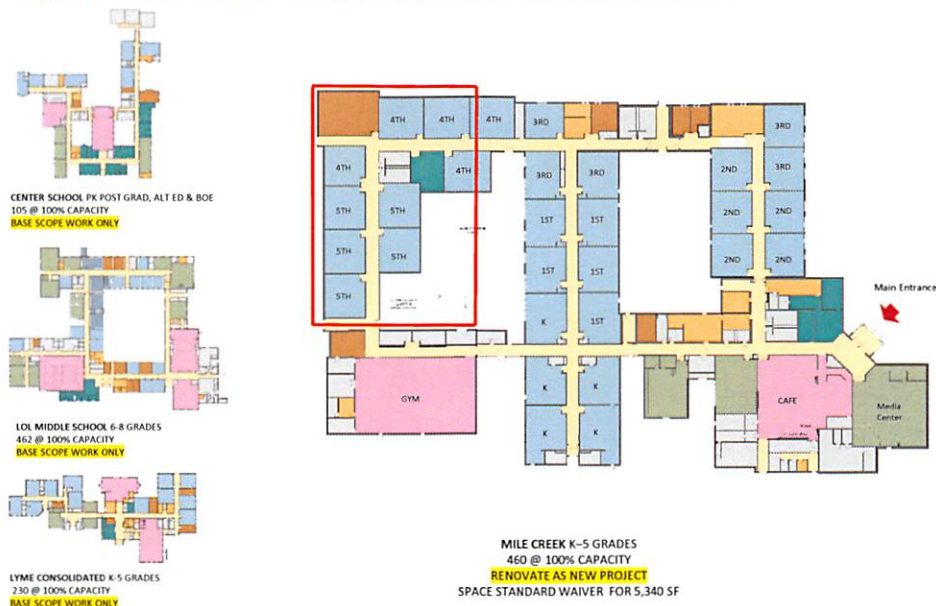 CENTER SCHOOL PK POST GRAD, ALT ED & BOE
105 @ 100% CAPACITY
BASE SCOPE WORK ONLY
LOL MIDDLE SCHOOL 6-8 GRADES
462 @ 100% CAPACITY
BASE SCOPE WORK ONLY
LYME CONSOLIDATED K-5 GRADES
230 @ 100% CAPACITY
BASE SCOPE WORK ONLY
4TH
4TH
4TH
3RD
3RD
4TH
4TH
3RD
3RD
2ND
3RD
5TH
5TH
1ST
1ST
2ND
2ND
5TH
5TH
1ST
1ST
2ND
2ND
5TH
K
1ST
Main Entrance
GYM
K
K
CAFE
Media
Center
K
K
MILE CREEK K–5 GRADES
460 @ 100% CAPACITY
RENOVATE AS NEW PROJECT
SPACE STANDARD WAIVER FOR 5,340 SF